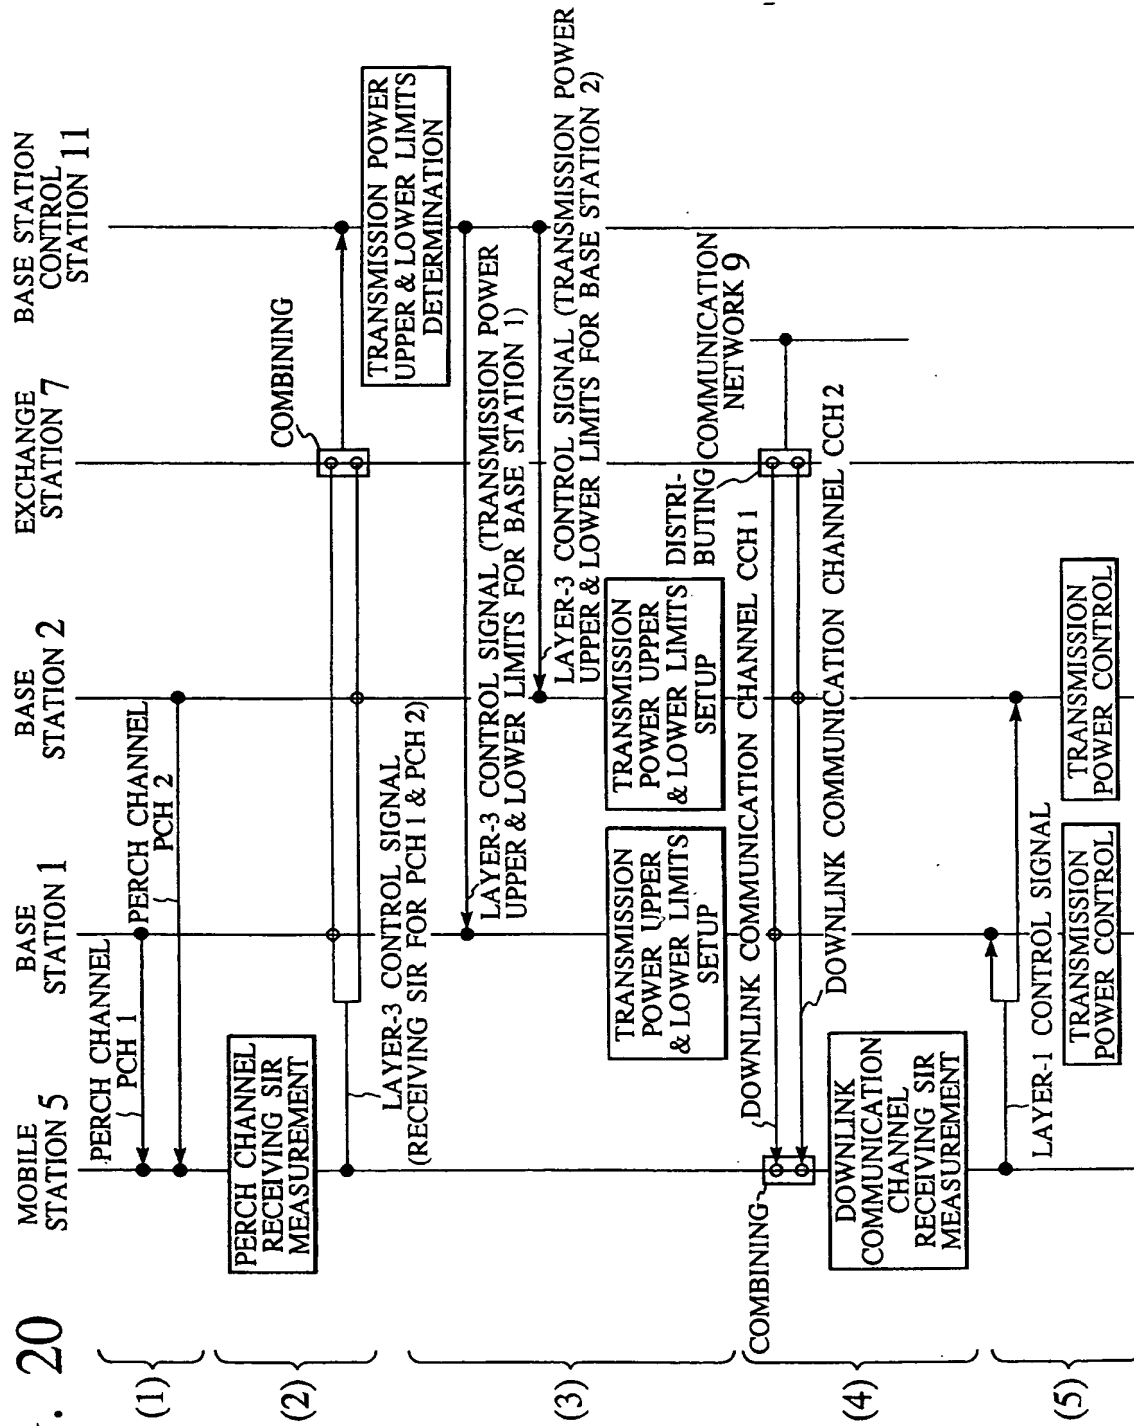 . 20
MOBILE
STATION 5
BASE
STATION 1
BASE
STATION 2
EXCHANGE
STATION 7
BASE STATION
CONTROL
STATION 11
(1)
PERCH CHANNEL
PCH 1
PERCH CHANNEL
PCH 2
(2)
PERCH CHANNEL
RECEIVING SIR
MEASUREMENT
COMBINING
LAYER-3 CONTROL SIGNAL
(RECEIVING SIR FOR PCH 1 & PCH 2)
TRANSMISSION POWER
UPPER & LOWER LIMITS
DETERMINATION
(3)
LAYER-3 CONTROL SIGNAL (TRANSMISSION POWER
UPPER & LOWER LIMITS FOR BASE STATION 1)
LAYER-3 CONTROL SIGNAL (TRANSMISSION POWER
UPPER & LOWER LIMITS FOR BASE STATION 2)
TRANSMISSION
POWER UPPER
& LOWER LIMITS
SETUP
TRANSMISSION
POWER UPPER
& LOWER LIMITS
SETUP
DISTRI-
BUTING
COMMUNICATION
NETWORK 9
(4)
COMBINING
DOWNLINK COMMUNICATION CHANNEL CCH 1
DOWNLINK COMMUNICATION CHANNEL CCH 2
DOWNLINK
COMMUNICATION
CHANNEL
RECEIVING SIR
MEASUREMENT
(5)
LAYER-1 CONTROL SIGNAL
TRANSMISSION
POWER CONTROL
TRANSMISSION
POWER CONTROL